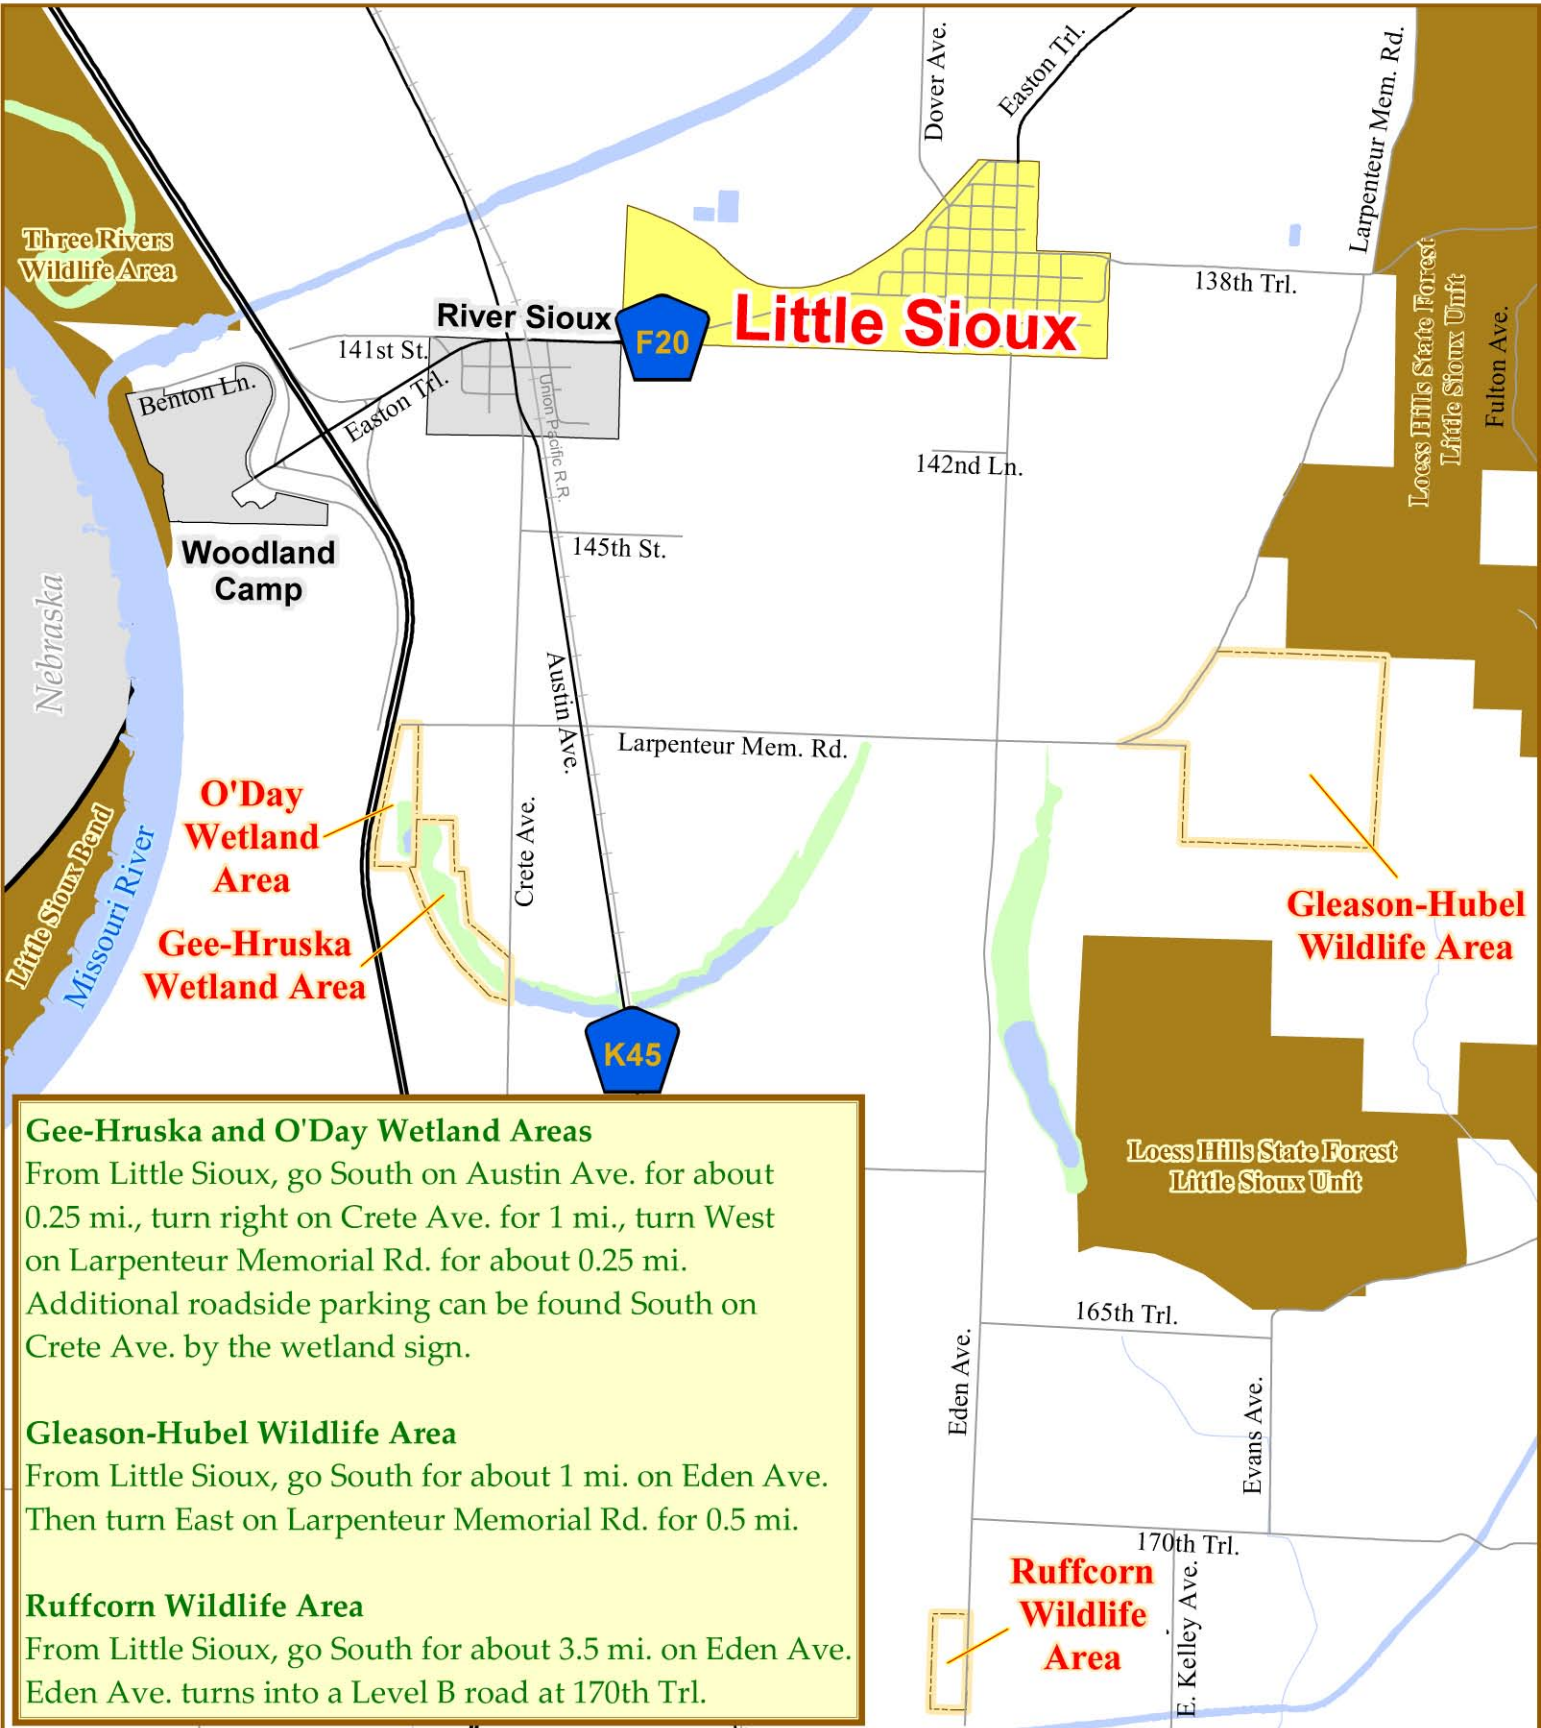 Dover Ave.
Easton Trl.
Larpenteur Mem. Rd.
Three Rivers
Wildlife Area
138th Trl.
River Sioux
F20
Little Sioux
141st St.
Benton Ln.
Easton Trl.
Union Pacific R.R.
Loess Hills State Forest
Little Sioux Unit
Fulton Ave.
142nd Ln.
145th St.
Woodland
Camp
Nebraska
Austin Ave.
Larpenteur Mem. Rd.
O'Day
Wetland
Area
Crete Ave.
Little Sioux Bend
Missouri River
Gee-Hruska
Wetland Area
Gleason-Hubel
Wildlife Area
K45
Loess Hills State Forest
Little Sioux Unit
165th Trl.
Eden Ave.
Evans Ave.
170th Trl.
Ruffcorn
Wildlife
Area
E. Kelley Ave.
Gee-Hruska and O'Day Wetland Areas
From Little Sioux, go South on Austin Ave. for about
0.25 mi., turn right on Crete Ave. for 1 mi., turn West
on Larpenteur Memorial Rd. for about 0.25 mi.
Additional roadside parking can be found South on
Crete Ave. by the wetland sign.
Gleason-Hubel Wildlife Area
From Little Sioux, go South for about 1 mi. on Eden Ave.
Then turn East on Larpenteur Memorial Rd. for 0.5 mi.
Ruffcorn Wildlife Area
From Little Sioux, go South for about 3.5 mi. on Eden Ave.
Eden Ave. turns into a Level B road at 170th Trl.